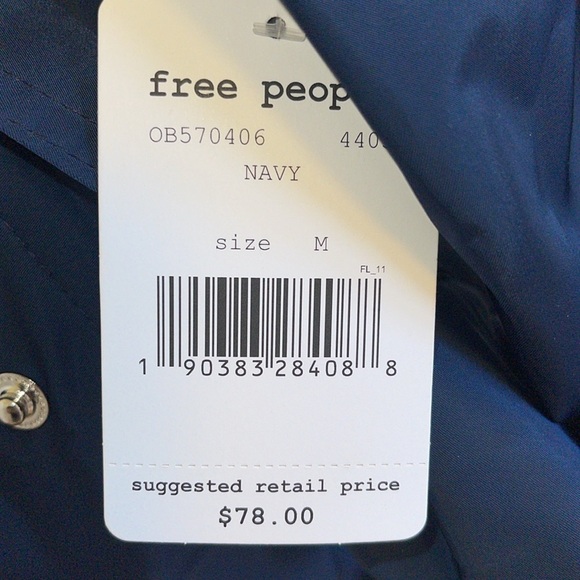 free peop
OB570406 440
NAVY
size M
FL_11
1 90383 28408 8
suggested retail price
$78.00